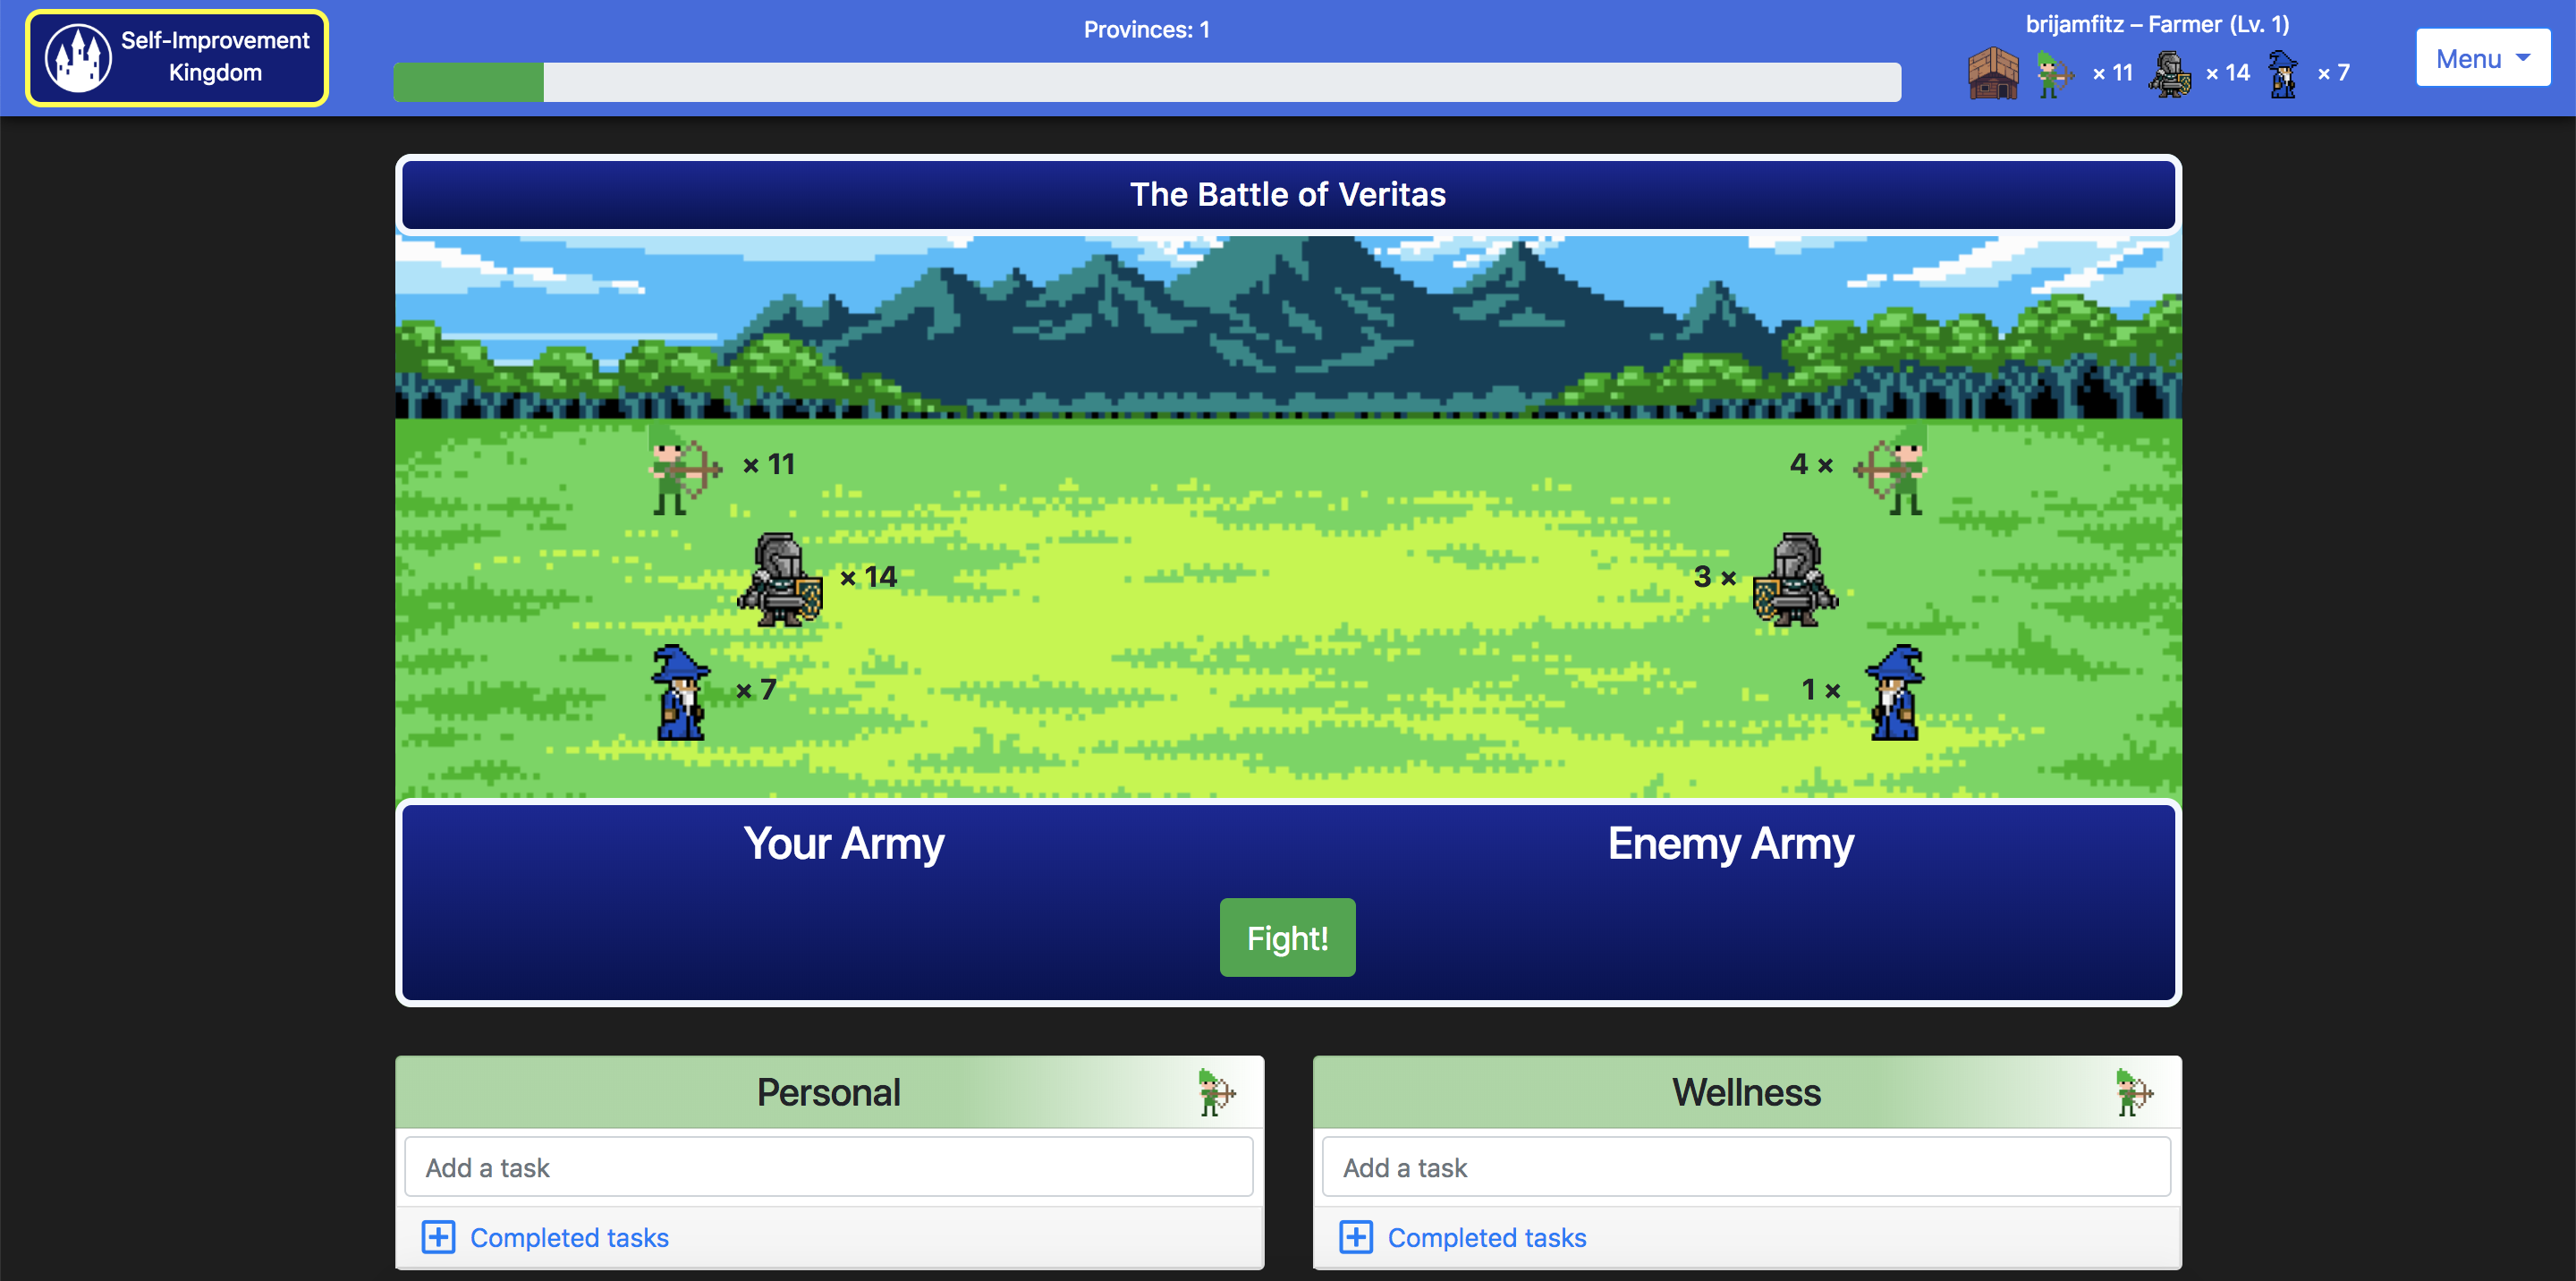 Self-Improvement
Kingdom
Provinces: 1
brijamfitz – Farmer (Lv. 1)
× 11 × 14 × 7
Menu
The Battle of Veritas
× 11 4 ×
× 14 3 ×
× 7 1 ×
Your Army Enemy Army
Fight!
Personal Wellness
Add a task Add a task
Completed tasks Completed tasks